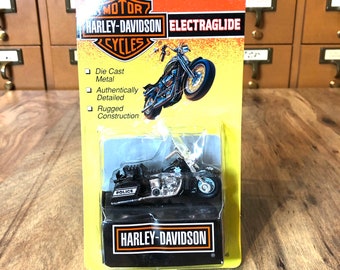 MOTOR
HARLEY-DAVIDSON
CYCLES
ELECTRAGLIDE
Die Cast
Metal
Authentically
Detailed
Rugged
Construction
POLICE
HARLEY-DAVIDSON